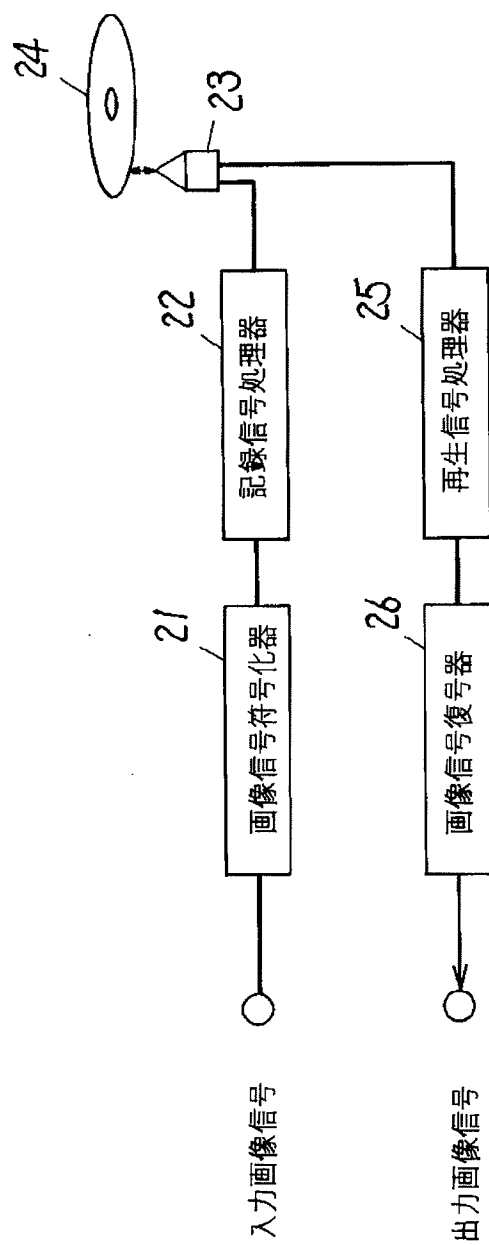 24
23
22
記録信号処理器
21
画像信号符号化器
入力画像信号
25
再生信号処理器
26
画像信号復号器
出力画像信号